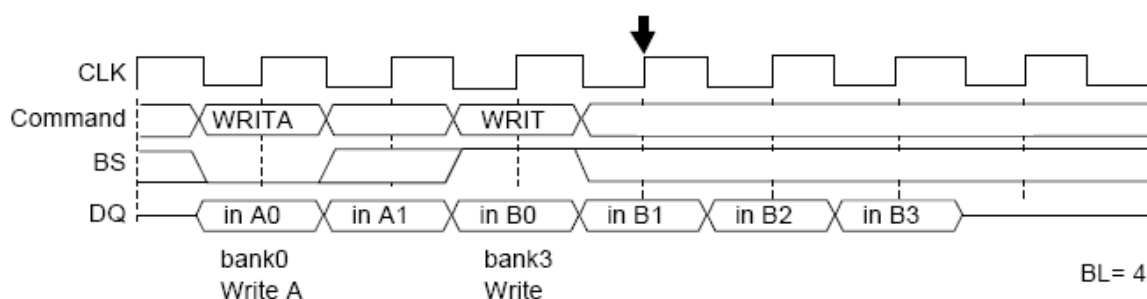 CLK
Command WRITA WRIT
BS
DQ in A0 in A1 in B0 in B1 in B2 in B3
bank0 bank3
Write A Write BL= 4